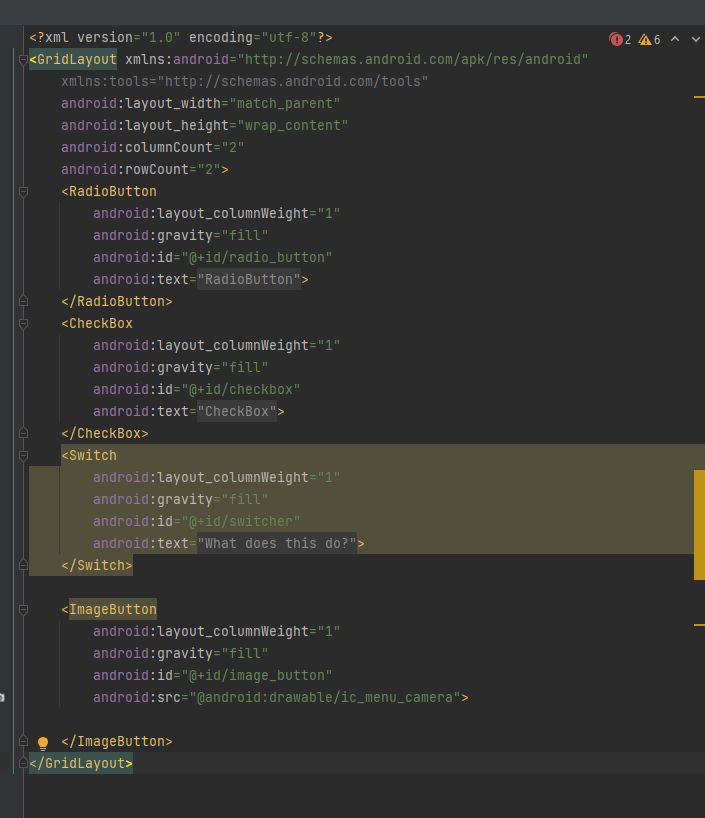 <?xml version="1.0" encoding="utf-8"?>
2 6
<GridLayout xmlns:android="http://schemas.android.com/apk/res/android"
    xmlns:tools="http://schemas.android.com/tools"
    android:layout_width="match_parent"
    android:layout_height="wrap_content"
    android:columnCount="2"
    android:rowCount="2">
    <RadioButton
        android:layout_columnWeight="1"
        android:gravity="fill"
        android:id="@+id/radio_button"
        android:text="RadioButton">
    </RadioButton>
    <CheckBox
        android:layout_columnWeight="1"
        android:gravity="fill"
        android:id="@+id/checkbox"
        android:text="CheckBox">
    </CheckBox>
    <Switch
        android:layout_columnWeight="1"
        android:gravity="fill"
        android:id="@+id/switcher"
        android:text="What does this do?">
    </Switch>
    <ImageButton
        android:layout_columnWeight="1"
        android:gravity="fill"
        android:id="@+id/image_button"
        android:src="@android:drawable/ic_menu_camera">
    </ImageButton>
</GridLayout>